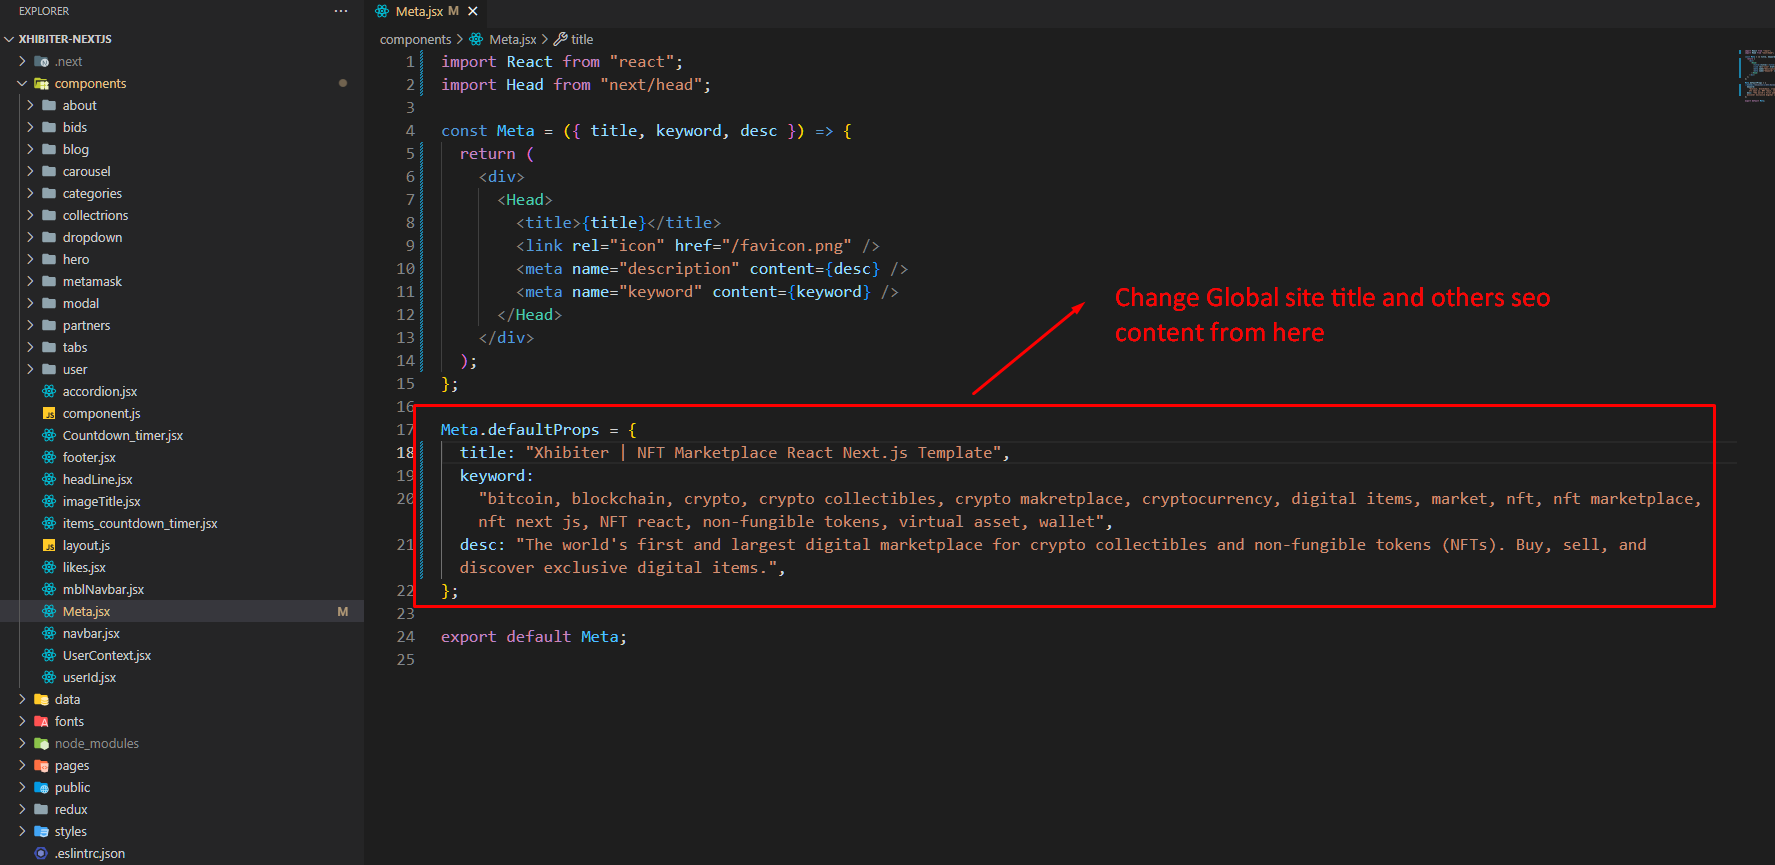 EXPLORER
XHIBITER-NEXTJS
.next
components
about
bids
blog
carousel
categories
collectrions
dropdown
hero
metamask
modal
partners
tabs
user
accordion.jsx
component.js
Countdown_timer.jsx
footer.jsx
headLine.jsx
imageTitle.jsx
items_countdown_timer.jsx
layout.js
likes.jsx
mblNavbar.jsx
Meta.jsx M
navbar.jsx
UserContext.jsx
userId.jsx
data
fonts
node_modules
pages
public
redux
styles
.eslintrc.json
Meta.jsx M
components > Meta.jsx > title
1 import React from "react";
2 import Head from "next/head";
3
4 const Meta = ({ title, keyword, desc }) => {
5 return (
6 <div>
7 <Head>
8 <title>{title}</title>
9 <link rel="icon" href="/favicon.png" />
10 <meta name="description" content={desc} />
11 <meta name="keyword" content={keyword} />
12 </Head>
13 </div>
14 );
15 };
16
17 Meta.defaultProps = {
18 title: "Xhibiter | NFT Marketplace React Next.js Template",
19 keyword:
20 "bitcoin, blockchain, crypto, crypto collectibles, crypto makretplace, cryptocurrency, digital items, market, nft, nft marketplace,
nft next js, NFT react, non-fungible tokens, virtual asset, wallet",
21 desc: "The world's first and largest digital marketplace for crypto collectibles and non-fungible tokens (NFTs). Buy, sell, and
discover exclusive digital items.",
22 };
23
24 export default Meta;
25
Change Global site title and others seo
content from here